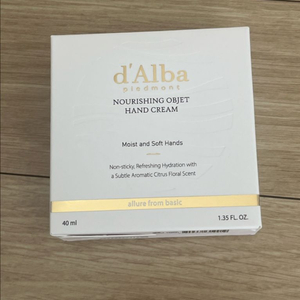 d'Alba
piedmont
NOURISHING OBJET
HAND CREAM
Moist and Soft Hands
Non-sticky, Refreshing Hydration with
a Subtle Aromatic Citrus Floral Scent
allure from basic
40 ml 1.35 FL. OZ.